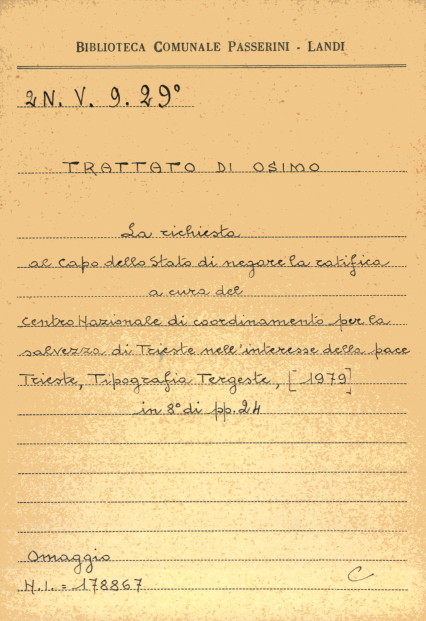 BIBLIOTECA COMUNALE PASSERINI - LANDI
2N. V. 9. 29°
TRATTATO DI OSIMO
La richiesta
al Capo dello Stato di negare la ratifica
a cura del
Centro Nazionale di coordinamento per la
salvezza di Trieste nell'interesse della pace
Trieste, Tipografia Tergeste, [1979]
in 8° di pp. 24
Omaggio
N.I. = 178867
C